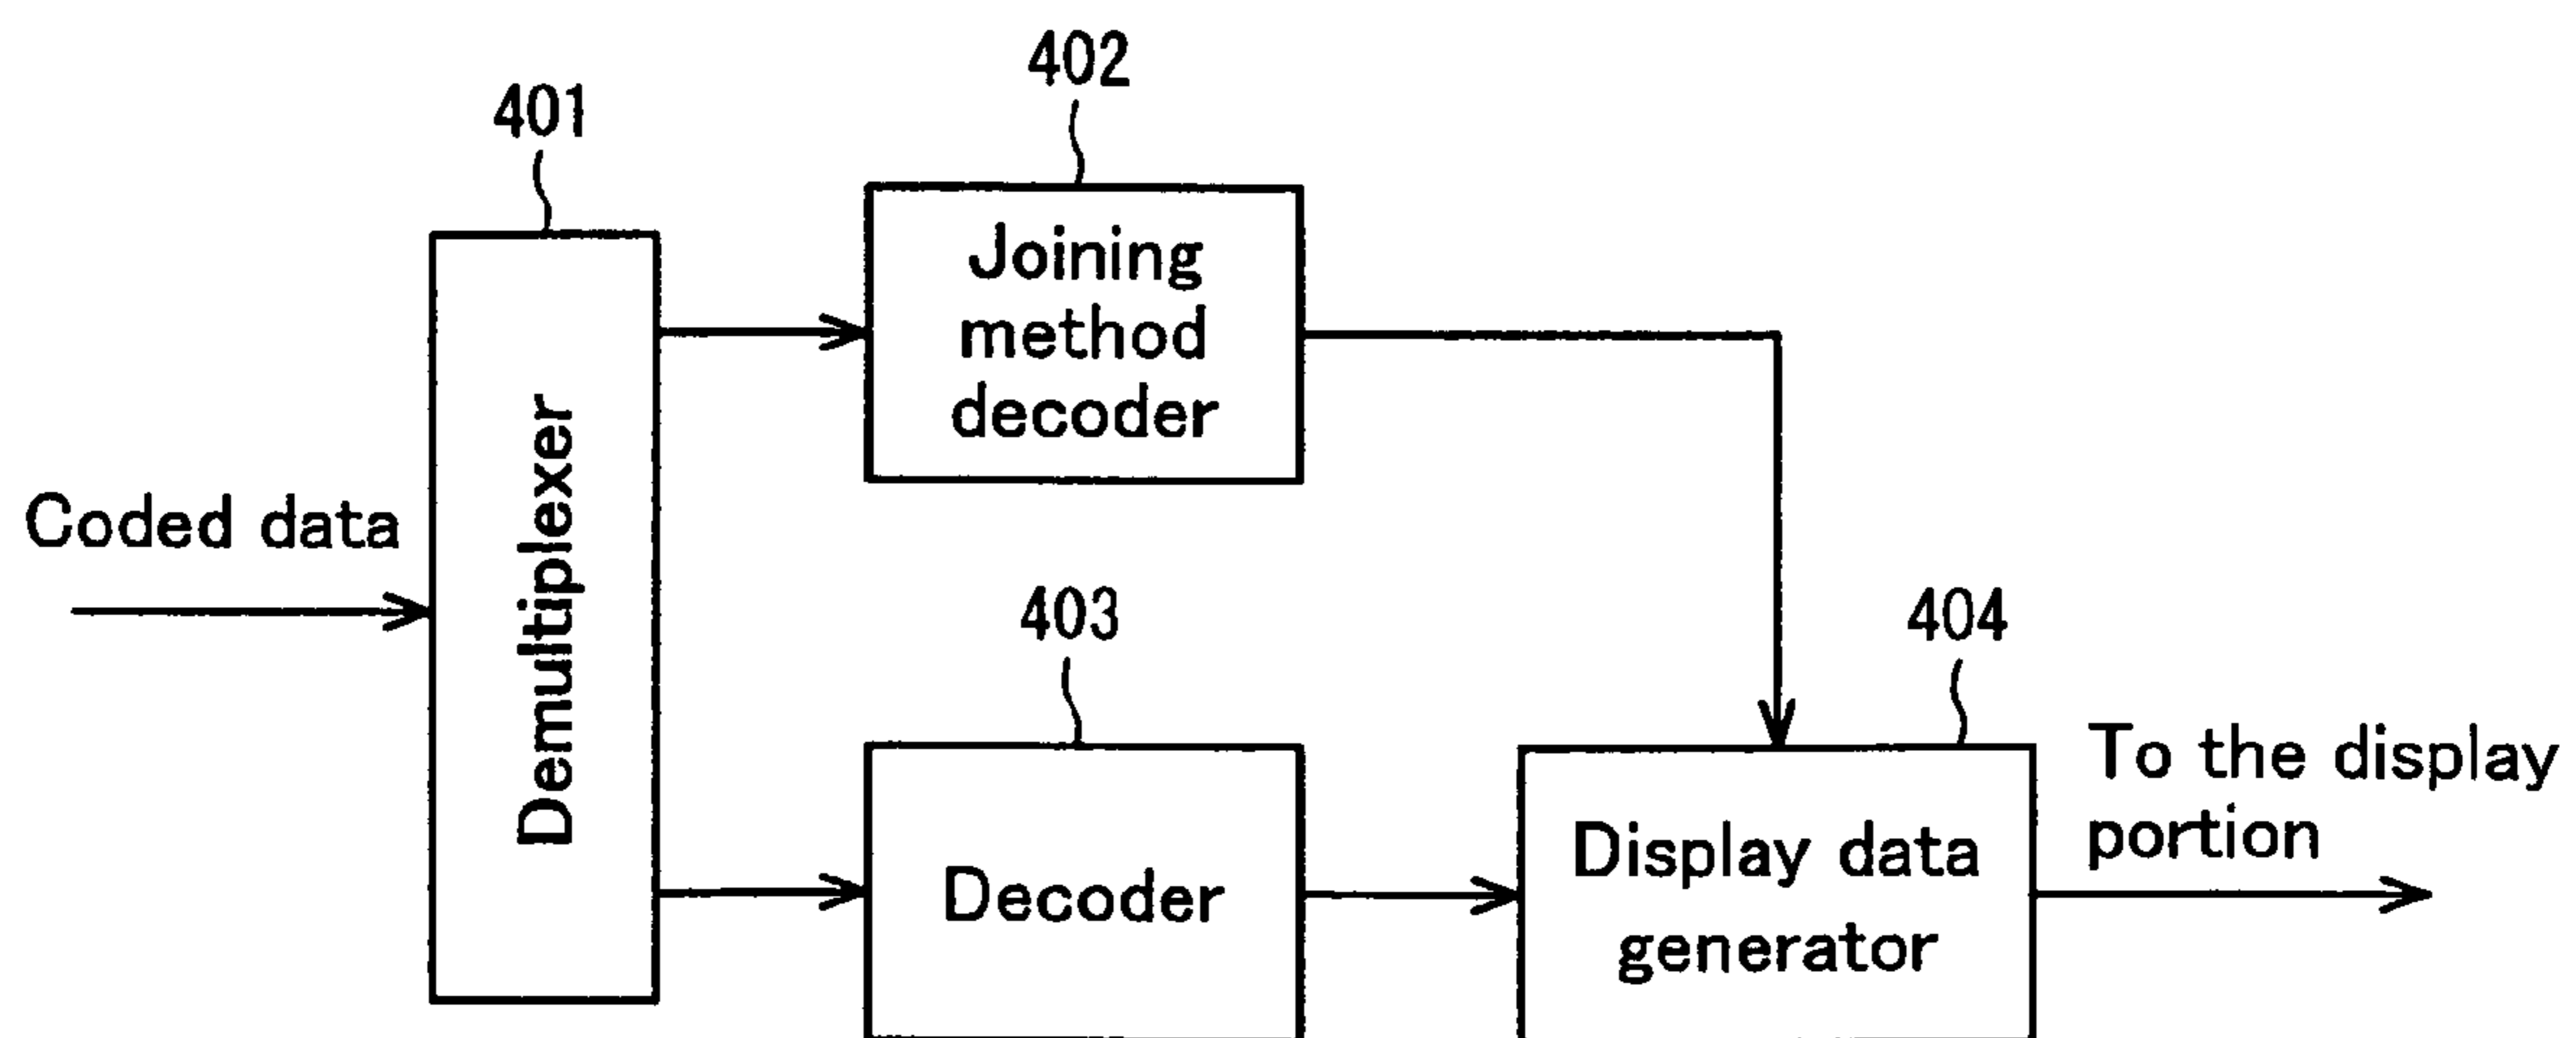 402
401
Joining
method
decoder
Demultiplexer
Coded data
403
404
To the display
portion
Decoder
Display data
generator